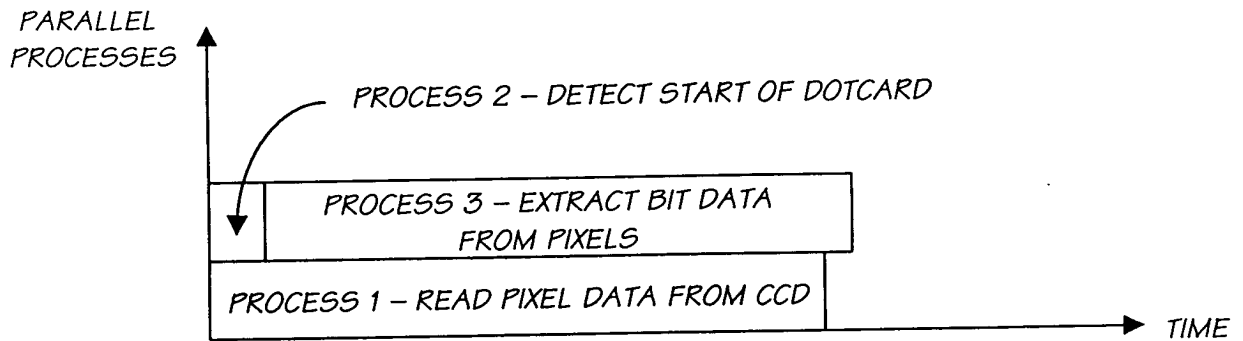 PARALLEL
PROCESSES
PROCESS 2 – DETECT START OF DOTCARD
PROCESS 3 – EXTRACT BIT DATA
FROM PIXELS
PROCESS 1 – READ PIXEL DATA FROM CCD
TIME